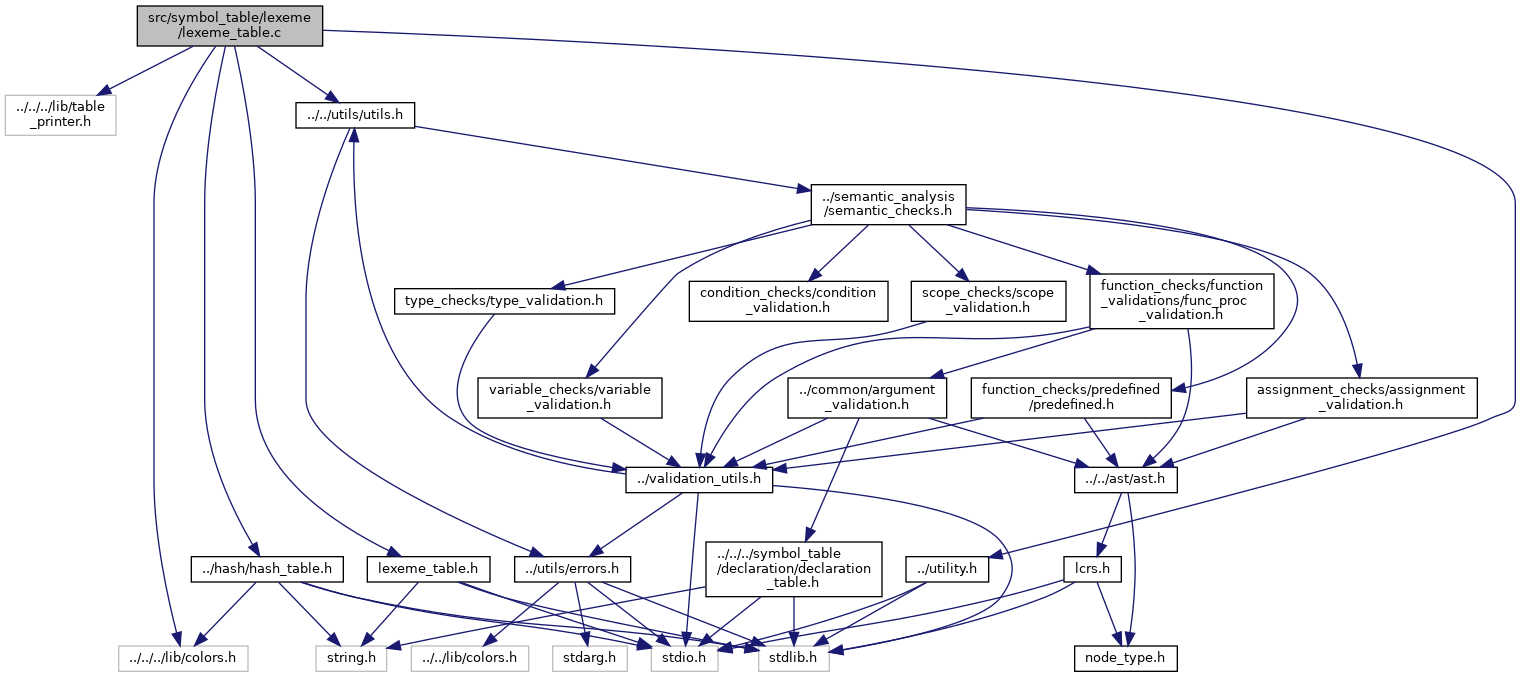 src/symbol_table/lexeme
/lexeme_table.c
../../../lib/table
_printer.h
../../utils/utils.h
../semantic_analysis
/semantic_checks.h
type_checks/type_validation.h
condition_checks/condition
_validation.h
scope_checks/scope
_validation.h
function_checks/function
_validations/func_proc
_validation.h
variable_checks/variable
_validation.h
../common/argument
_validation.h
function_checks/predefined
/predefined.h
assignment_checks/assignment
_validation.h
../validation_utils.h
../../ast/ast.h
../hash/hash_table.h
lexeme_table.h
../utils/errors.h
../../../symbol_table
/declaration/declaration
_table.h
../utility.h
lcrs.h
../../../lib/colors.h
string.h
../../lib/colors.h
stdarg.h
stdio.h
stdlib.h
node_type.h